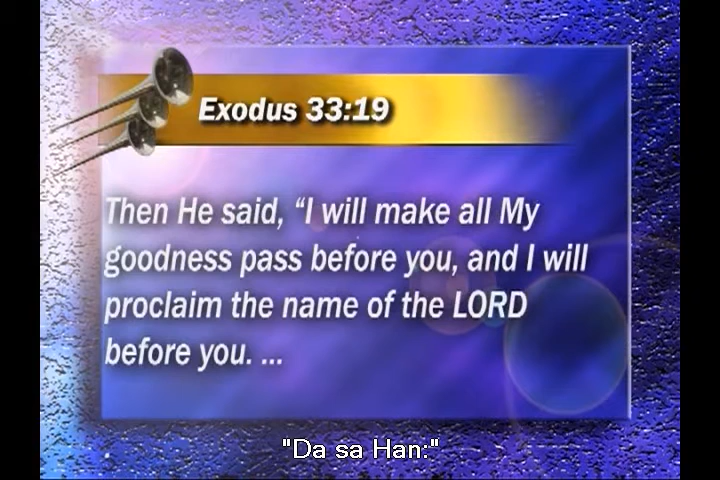 Exodus 33:19
Then He said, “I will make all My
goodness pass before you, and I will
proclaim the name of the LORD
before you. ...
"Da sa Han:"